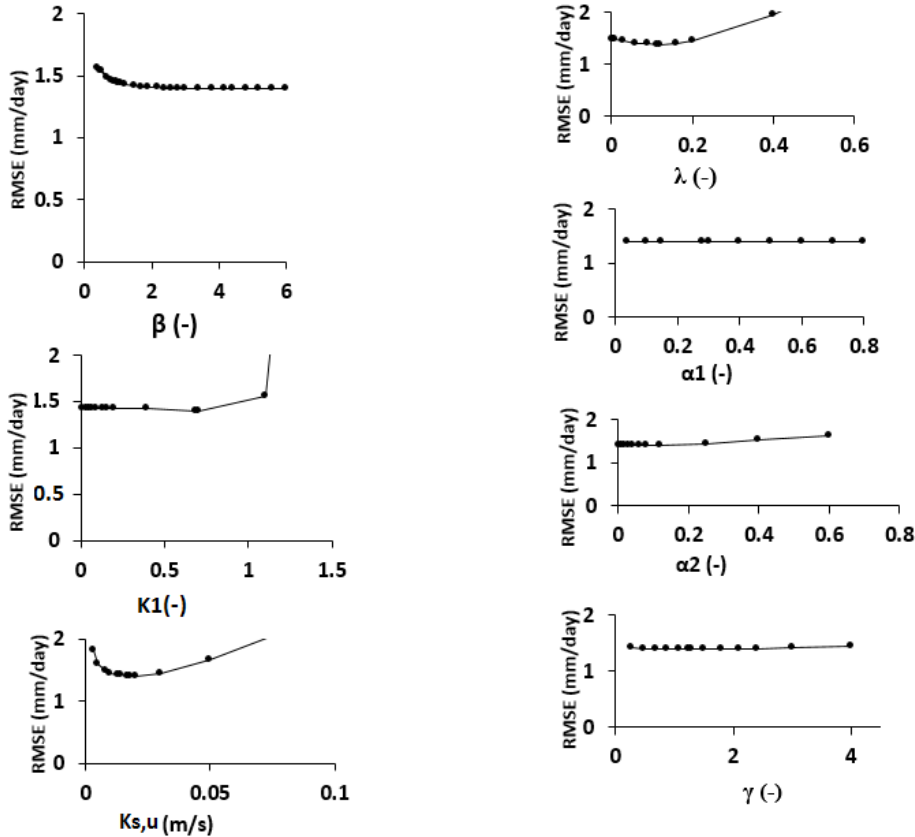 RMSE (mm/day)
2
1.5
1
0.5
0
0 2 4 6
β (-)
RMSE (mm/day)
2
1.5
1
0.5
0
0 0.5 1 1.5
K1(-)
RMSE (mm/day)
2
1
0
0 0.05 0.1
Ks,u (m/s)
RMSE (mm/day)
2
1
0
0 0.2 0.4 0.6
λ (-)
RMSE (mm/day)
2
1
0
0 0.2 0.4 0.6 0.8
α1 (-)
RMSE (mm/day)
2
1
0
0 0.2 0.4 0.6 0.8
α2 (-)
RMSE (mm/day)
2
1
0
0 2 4
γ (-)